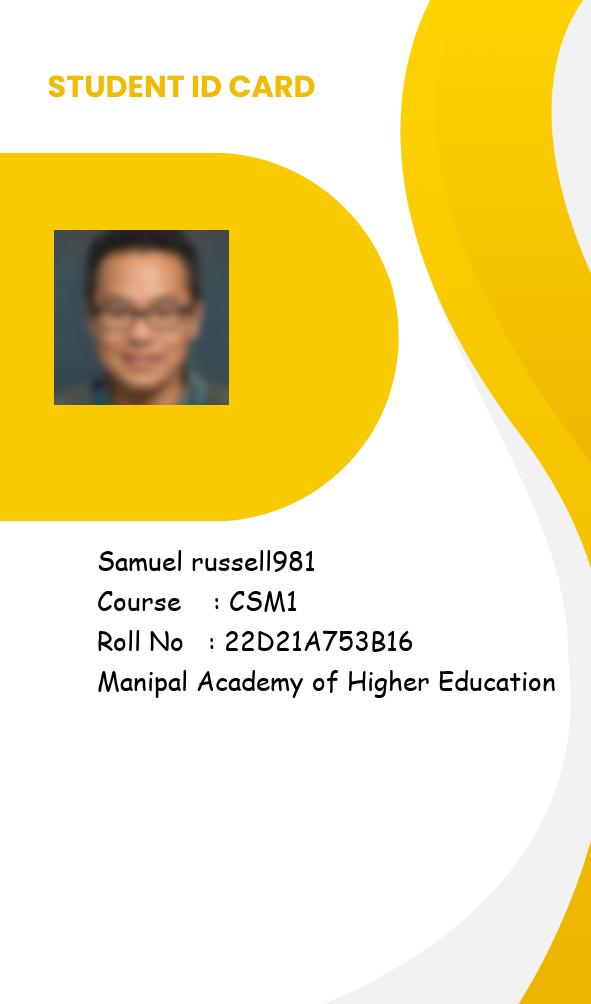 STUDENT ID CARD
Samuel russell981
Course : CSM1
Roll No : 22D21A753B16
Manipal Academy of Higher Education